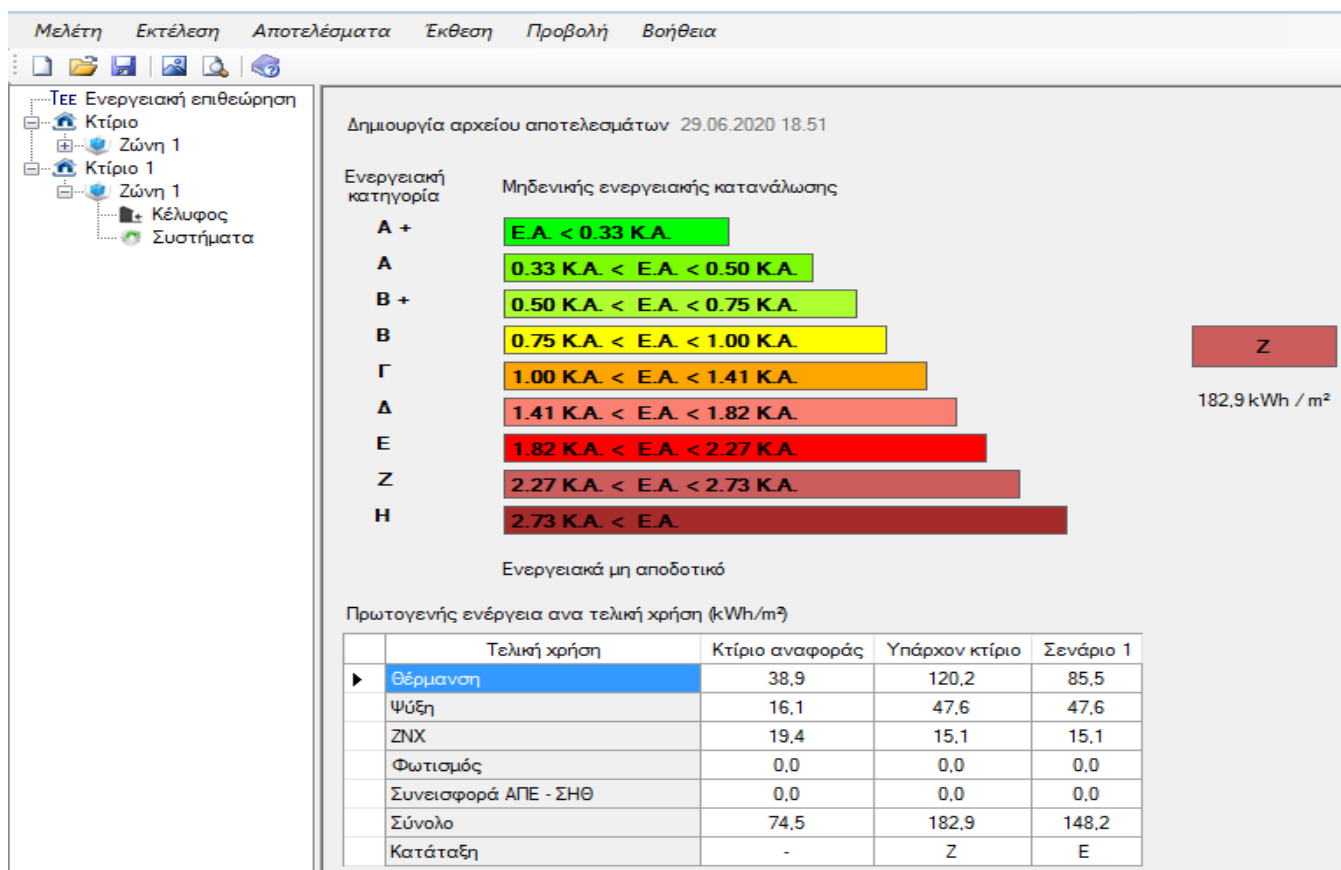 Μελέτη Εκτέλεση Αποτελέσματα Έκθεση Προβολή Βοήθεια
ΤΕΕ Ενεργειακή επιθεώρηση
Κτίριο
Ζώνη 1
Κτίριο 1
Ζώνη 1
Κέλυφος
Συστήματα
Δημιουργία αρχείου αποτελεσμάτων 29.06.2020 18.51
Ενεργειακή κατηγορία
Μηδενικής ενεργειακής κατανάλωσης
Α + Ε.Α. < 0.33 Κ.Α.
Α 0.33 Κ.Α. < Ε.Α. < 0.50 Κ.Α.
Β + 0.50 Κ.Α. < Ε.Α. < 0.75 Κ.Α.
Β 0.75 Κ.Α. < Ε.Α. < 1.00 Κ.Α.
Γ 1.00 Κ.Α. < Ε.Α. < 1.41 Κ.Α.
Δ 1.41 Κ.Α. < Ε.Α. < 1.82 Κ.Α.
Ε 1.82 Κ.Α. < Ε.Α. < 2.27 Κ.Α.
Ζ 2.27 Κ.Α. < Ε.Α. < 2.73 Κ.Α.
Η 2.73 Κ.Α. < Ε.Α.
Ζ
182,9 kWh / m²
Ενεργειακά μη αποδοτικό
Πρωτογενής ενέργεια ανα τελική χρήση (kWh/m²)
Τελική χρήση Κτίριο αναφοράς Υπάρχον κτίριο Σενάριο 1
Θέρμανση 38,9 120,2 85,5
Ψύξη 16,1 47,6 47,6
ΖΝΧ 19,4 15,1 15,1
Φωτισμός 0,0 0,0 0,0
Συνεισφορά ΑΠΕ - ΣΗΘ 0,0 0,0 0,0
Σύνολο 74,5 182,9 148,2
Κατάταξη - Ζ Ε